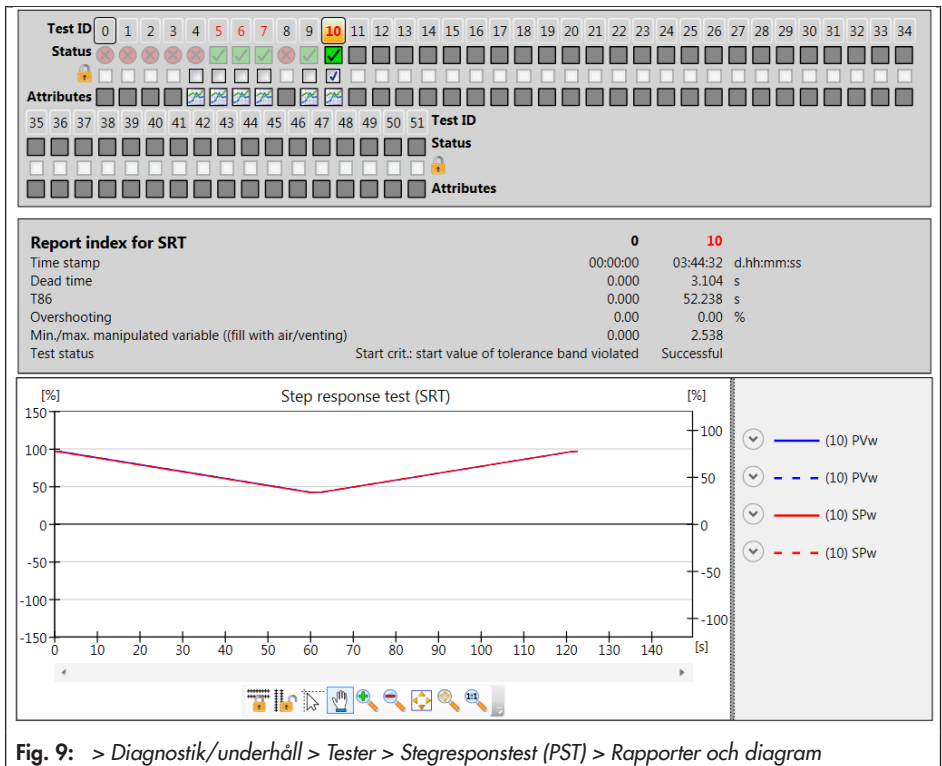 Test ID 0 1 2 3 4 5 6 7 8 9 10 11 12 13 14 15 16 17 18 19 20 21 22 23 24 25 26 27 28 29 30 31 32 33 34
Status
Attributes
35 36 37 38 39 40 41 42 43 44 45 46 47 48 49 50 51 Test ID
Status
Attributes
Report index for SRT 0 10
Time stamp 00:00:00 03:44:32 d.hh:mm:ss
Dead time 0.000 3.104 s
T86 0.000 52.238 s
Overshooting 0.00 0.00 %
Min./max. manipulated variable ((fill with air/venting) 0.000 2.538
Test status Start crit.: start value of tolerance band violated Successful
[%] Step response test (SRT) [%]
150
100 100
50 50
0 0
-50 -50
-100 -100
-150
0 10 20 30 40 50 60 70 80 90 100 110 120 130 140 [s]
(10) PVw
(10) PVw
(10) SPw
(10) SPw
1:1
Fig. 9: > Diagnostik/underhåll > Tester > Stegresponstest (PST) > Rapporter och diagram